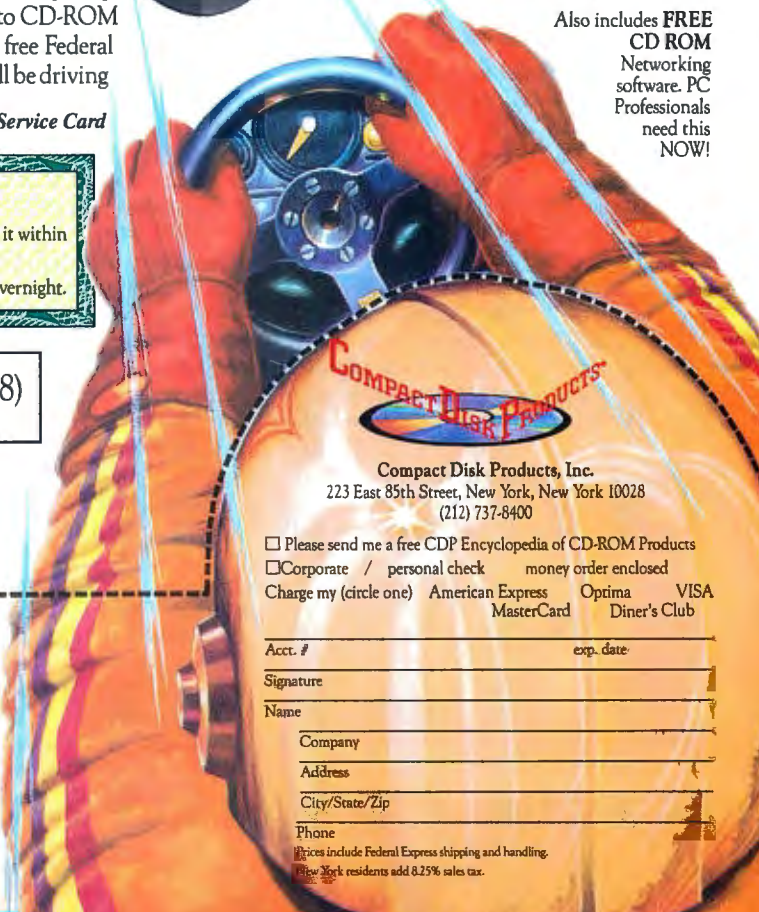 to CD-ROM
free Federal
ll be driving
Service Card
it within
vernight.
8)
Also includes FREE
CD ROM
Networking
software. PC
Professionals
need this
NOW!
COMPACT DISK PRODUCTS™
Compact Disk Products, Inc.
223 East 85th Street, New York, New York 10028
(212) 737-8400
☐ Please send me a free CDP Encyclopedia of CD-ROM Products
☐Corporate / personal check money order enclosed
Charge my (circle one) American Express Optima VISA
MasterCard Diner's Club
Acct. # exp. date
Signature
Name
Company
Address
City/State/Zip
Phone
Prices include Federal Express shipping and handling.
New York residents add 8.25% sales tax.